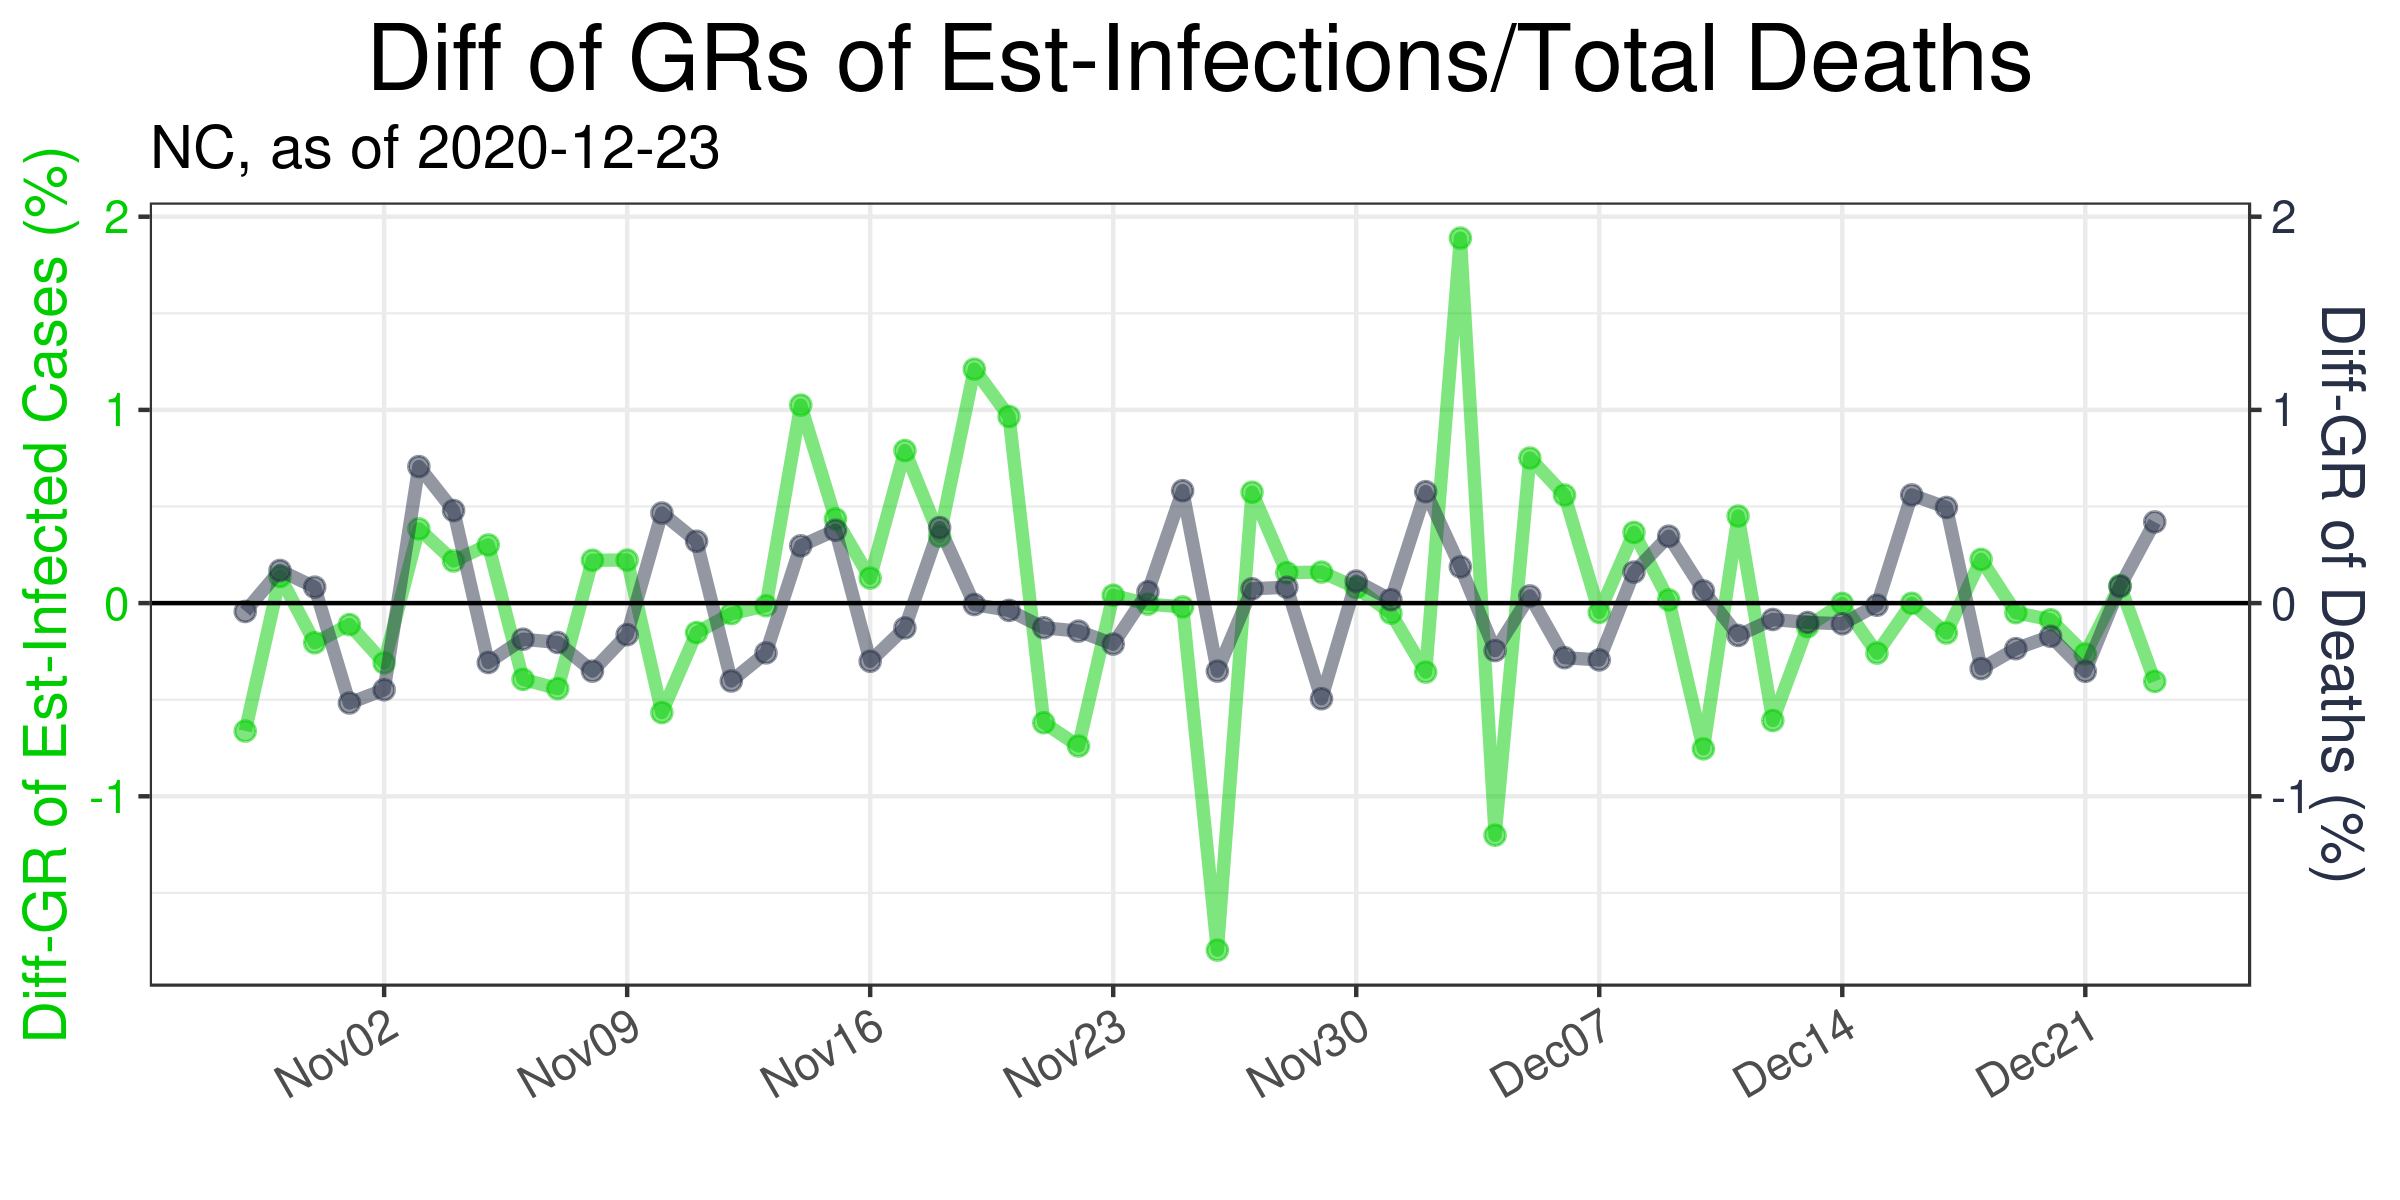 Diff of GRs of Est-Infections/Total Deaths
NC, as of 2020-12-23
Diff-GR of Est-Infected Cases (%)
2
1
0
-1
2
1
0
-1
Diff-GR of Deaths (%)
Nov02
Nov09
Nov16
Nov23
Nov30
Dec07
Dec14
Dec21